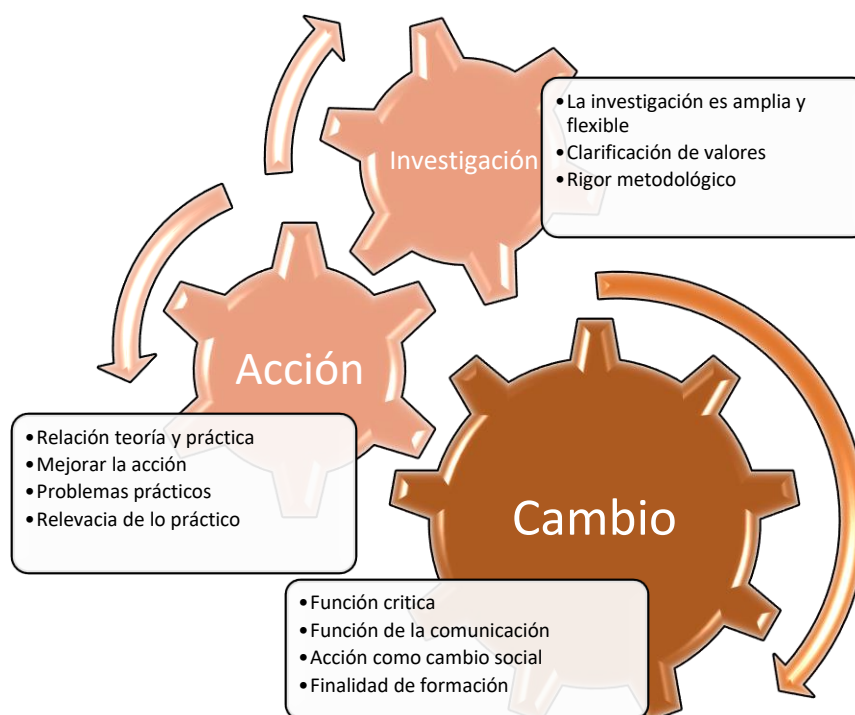 Investigación
•La investigación es amplia y
flexible
•Clarificación de valores
•Rigor metodológico
Acción
•Relación teoría y práctica
•Mejorar la acción
•Problemas prácticos
•Relevacia de lo práctico
Cambio
•Función critica
•Función de la comunicación
•Acción como cambio social
•Finalidad de formación